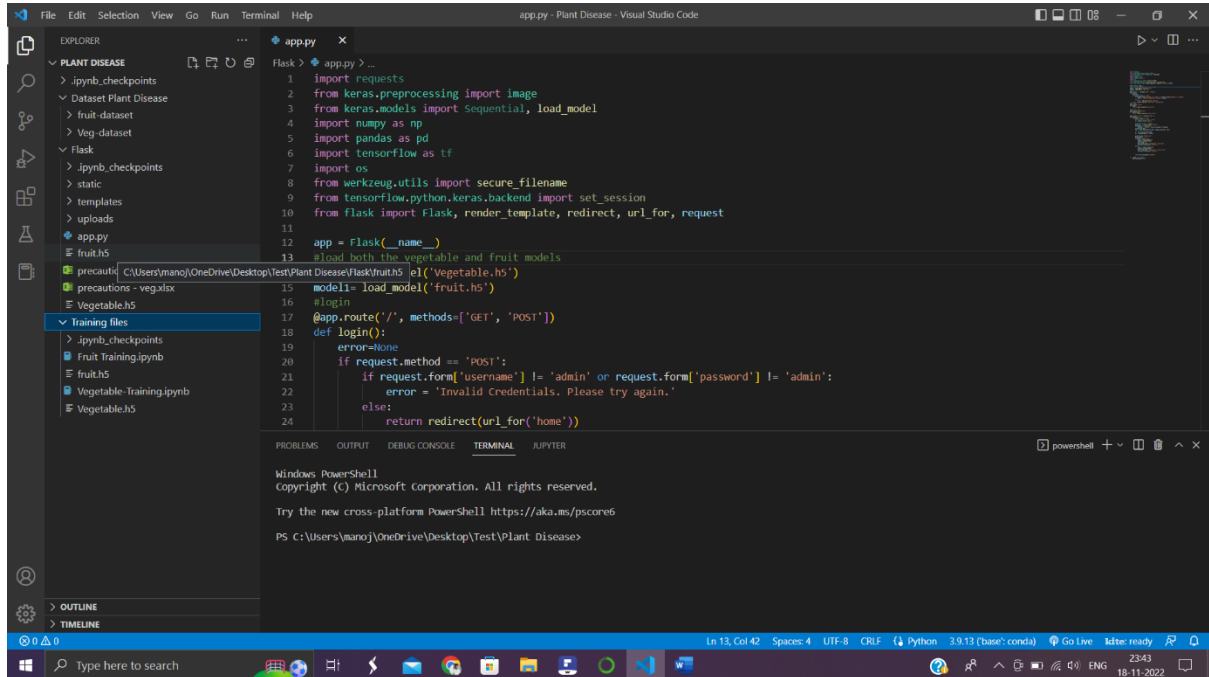 File Edit Selection View Go Run Terminal Help
app.py - Plant Disease - Visual Studio Code
EXPLORER
PLANT DISEASE
.ipynb_checkpoints
Dataset Plant Disease
fruit-dataset
Veg-dataset
Flask
.ipynb_checkpoints
static
templates
uploads
app.py
fruit.h5
C:\Users\manoj\OneDrive\Desktop\Test\Plant Disease\Flask\fruit.h5
precautions - veg.xlsx
Vegetable.h5
Training files
.ipynb_checkpoints
Fruit Training.ipynb
fruit.h5
Vegetable-Training.ipynb
Vegetable.h5
OUTLINE
TIMELINE
app.py
Flask > app.py > ...
1 import requests
2 from keras.preprocessing import image
3 from keras.models import Sequential, load_model
4 import numpy as np
5 import pandas as pd
6 import tensorflow as tf
7 import os
8 from werkzeug.utils import secure_filename
9 from tensorflow.python.keras.backend import set_session
10 from flask import Flask, render_template, redirect, url_for, request
11
12 app = Flask(__name__)
13 #load both the vegetable and fruit models
el('Vegetable.h5')
15 model1= load_model('fruit.h5')
16 #login
17 @app.route('/', methods=['GET', 'POST'])
18 def login():
19 error=None
20 if request.method == 'POST':
21 if request.form['username'] != 'admin' or request.form['password'] != 'admin':
22 error = 'Invalid Credentials. Please try again.'
23 else:
24 return redirect(url_for('home'))
PROBLEMS OUTPUT DEBUG CONSOLE TERMINAL JUPYTER
powershell
Windows PowerShell
Copyright (C) Microsoft Corporation. All rights reserved.
Try the new cross-platform PowerShell https://aka.ms/pscore6
PS C:\Users\manoj\OneDrive\Desktop\Test\Plant Disease>
0 0
Ln 13, Col 42 Spaces: 4 UTF-8 CRLF Python 3.9.13 ('base': conda) Go Live kite: ready
Type here to search
ENG
23:43
18-11-2022